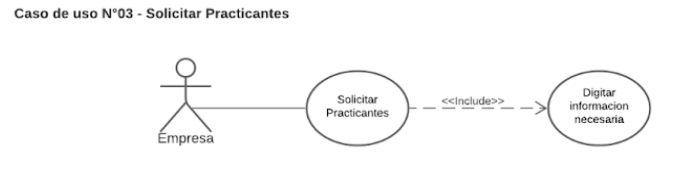 Caso de uso N°03 - Solicitar Practicantes
Empresa
Solicitar
Practicantes
<<Include>>
Digitar
informacion
necesaria